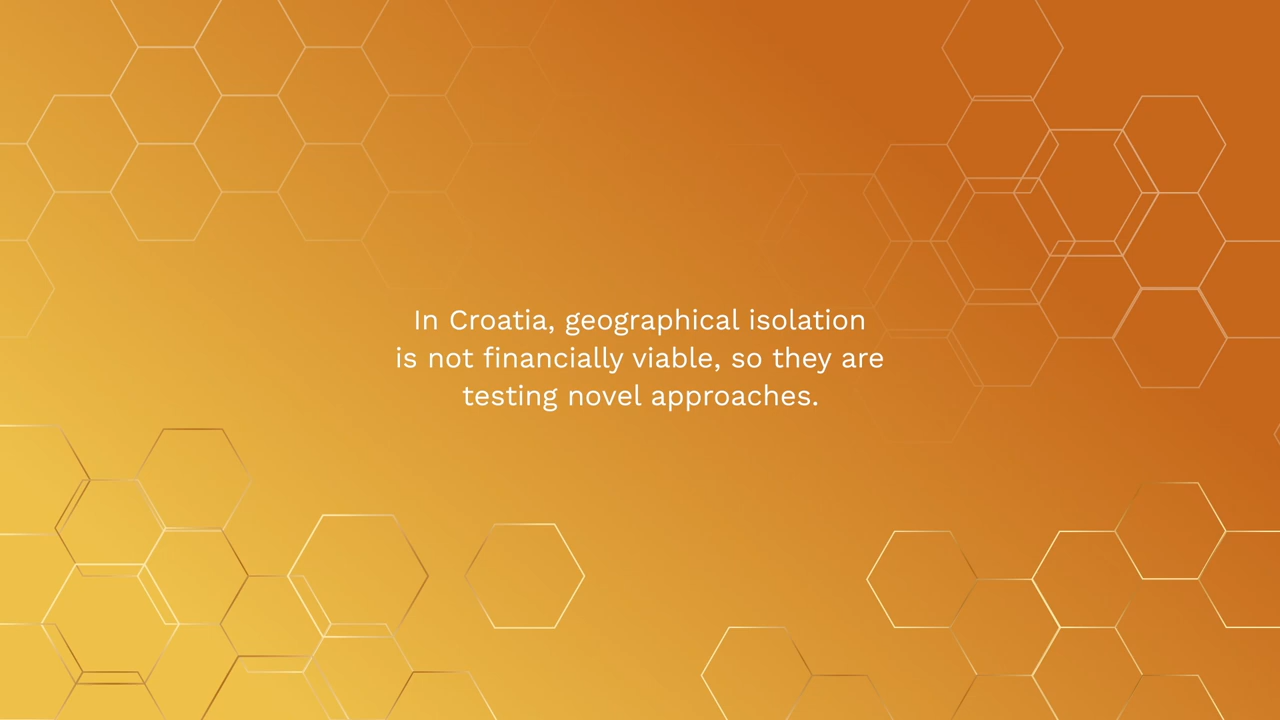 In Croatia, geographical isolation
is not financially viable, so they are
testing novel approaches.